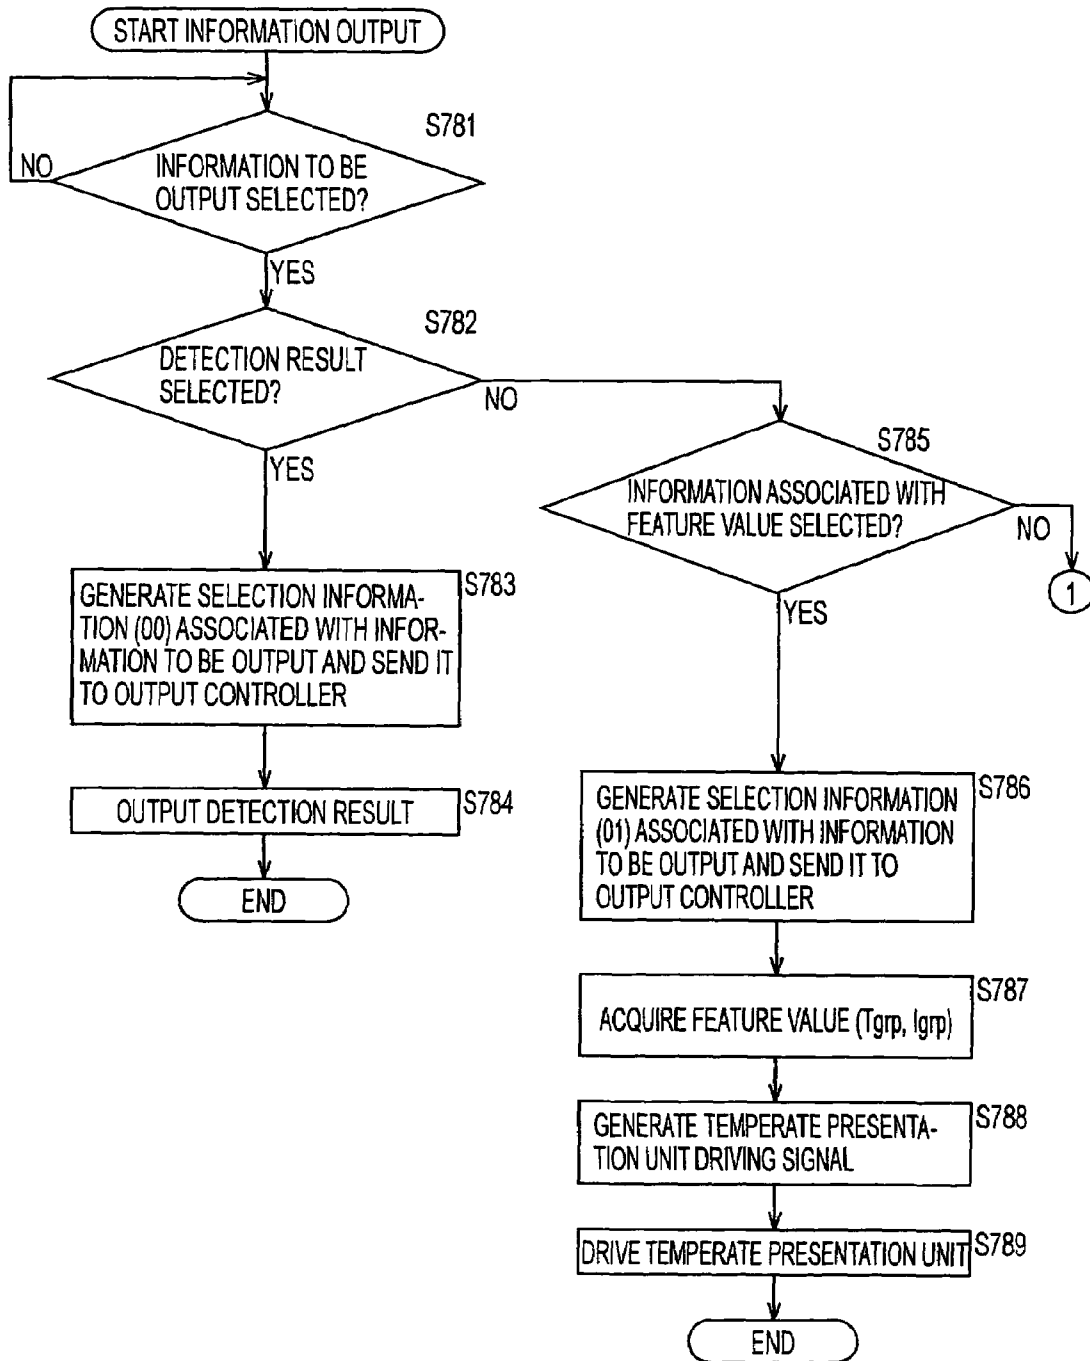 START INFORMATION OUTPUT
S781
NO
INFORMATION TO BE
OUTPUT SELECTED?
YES
S782
DETECTION RESULT
SELECTED?
NO
YES
S785
INFORMATION ASSOCIATED WITH
FEATURE VALUE SELECTED?
NO
1
YES
S783
GENERATE SELECTION INFORMA-
TION (00) ASSOCIATED WITH INFOR-
MATION TO BE OUTPUT AND SEND IT
TO OUTPUT CONTROLLER
OUTPUT DETECTION RESULT
S784
END
S786
GENERATE SELECTION INFORMATION
(01) ASSOCIATED WITH INFORMATION
TO BE OUTPUT AND SEND IT TO
OUTPUT CONTROLLER
S787
ACQUIRE FEATURE VALUE (Tgrp, Igrp)
S788
GENERATE TEMPERATE PRESENTA-
TION UNIT DRIVING SIGNAL
DRIVE TEMPERATE PRESENTATION UNIT
S789
END